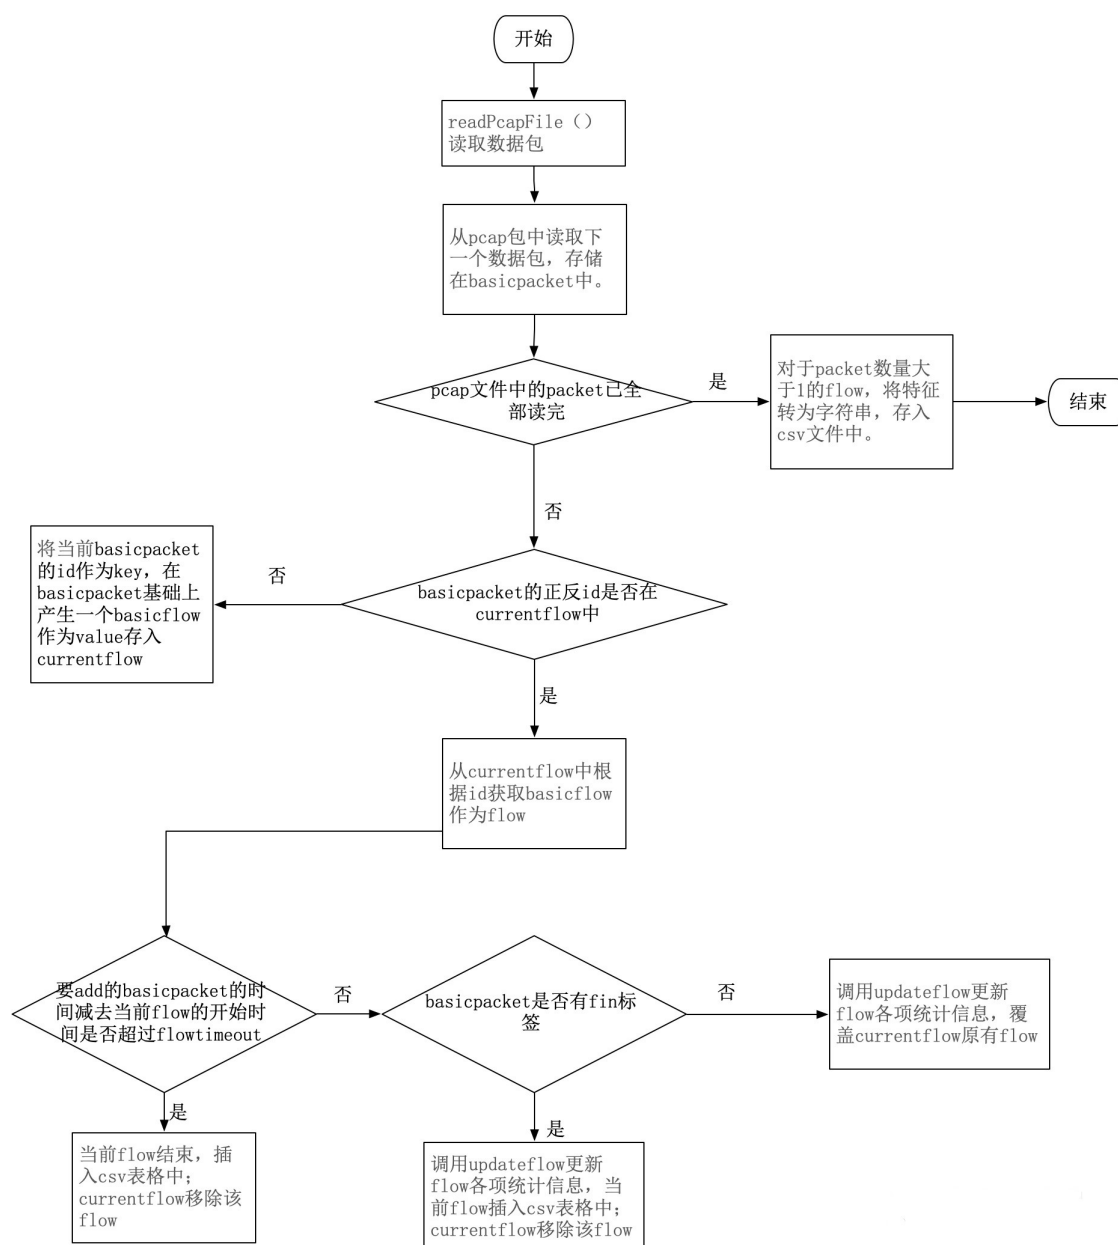 开始
readPcapFile（）
读取数据包
从pcap包中读取下
一个数据包，存储
在basicpacket中。
pcap文件中的packet已全
部读完
是
对于packet数量大
于1的flow，将特征
转为字符串，存入
csv文件中。
结束
否
将当前basicpacket
的id作为key，在
basicpacket基础上
产生一个basicflow
作为value存入
currentflow
否
basicpacket的正反id是否在
currentflow中
是
从currentflow中根
据id获取basicflow
作为flow
要add的basicpacket的时
间减去当前flow的开始时
间是否超过flowtimeout
否
basicpacket是否有fin标
签
否
调用updateflow更新
flow各项统计信息，覆
盖currentflow原有flow
是
当前flow结束，插
入csv表格中；
currentflow移除该
flow
是
调用updateflow更新
flow各项统计信息，当
前flow插入csv表格中；
currentflow移除该flow